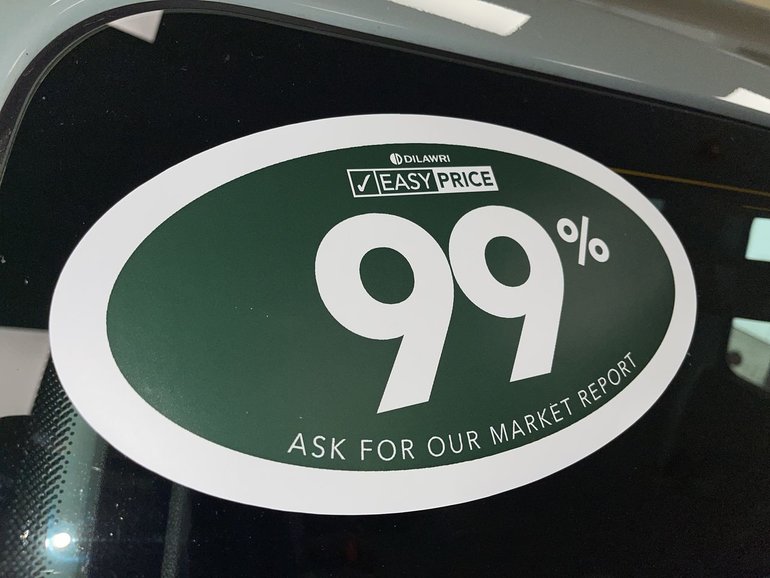 DILAWRI
✓ EASY PRICE
99%
ASK FOR OUR MARKET REPORT